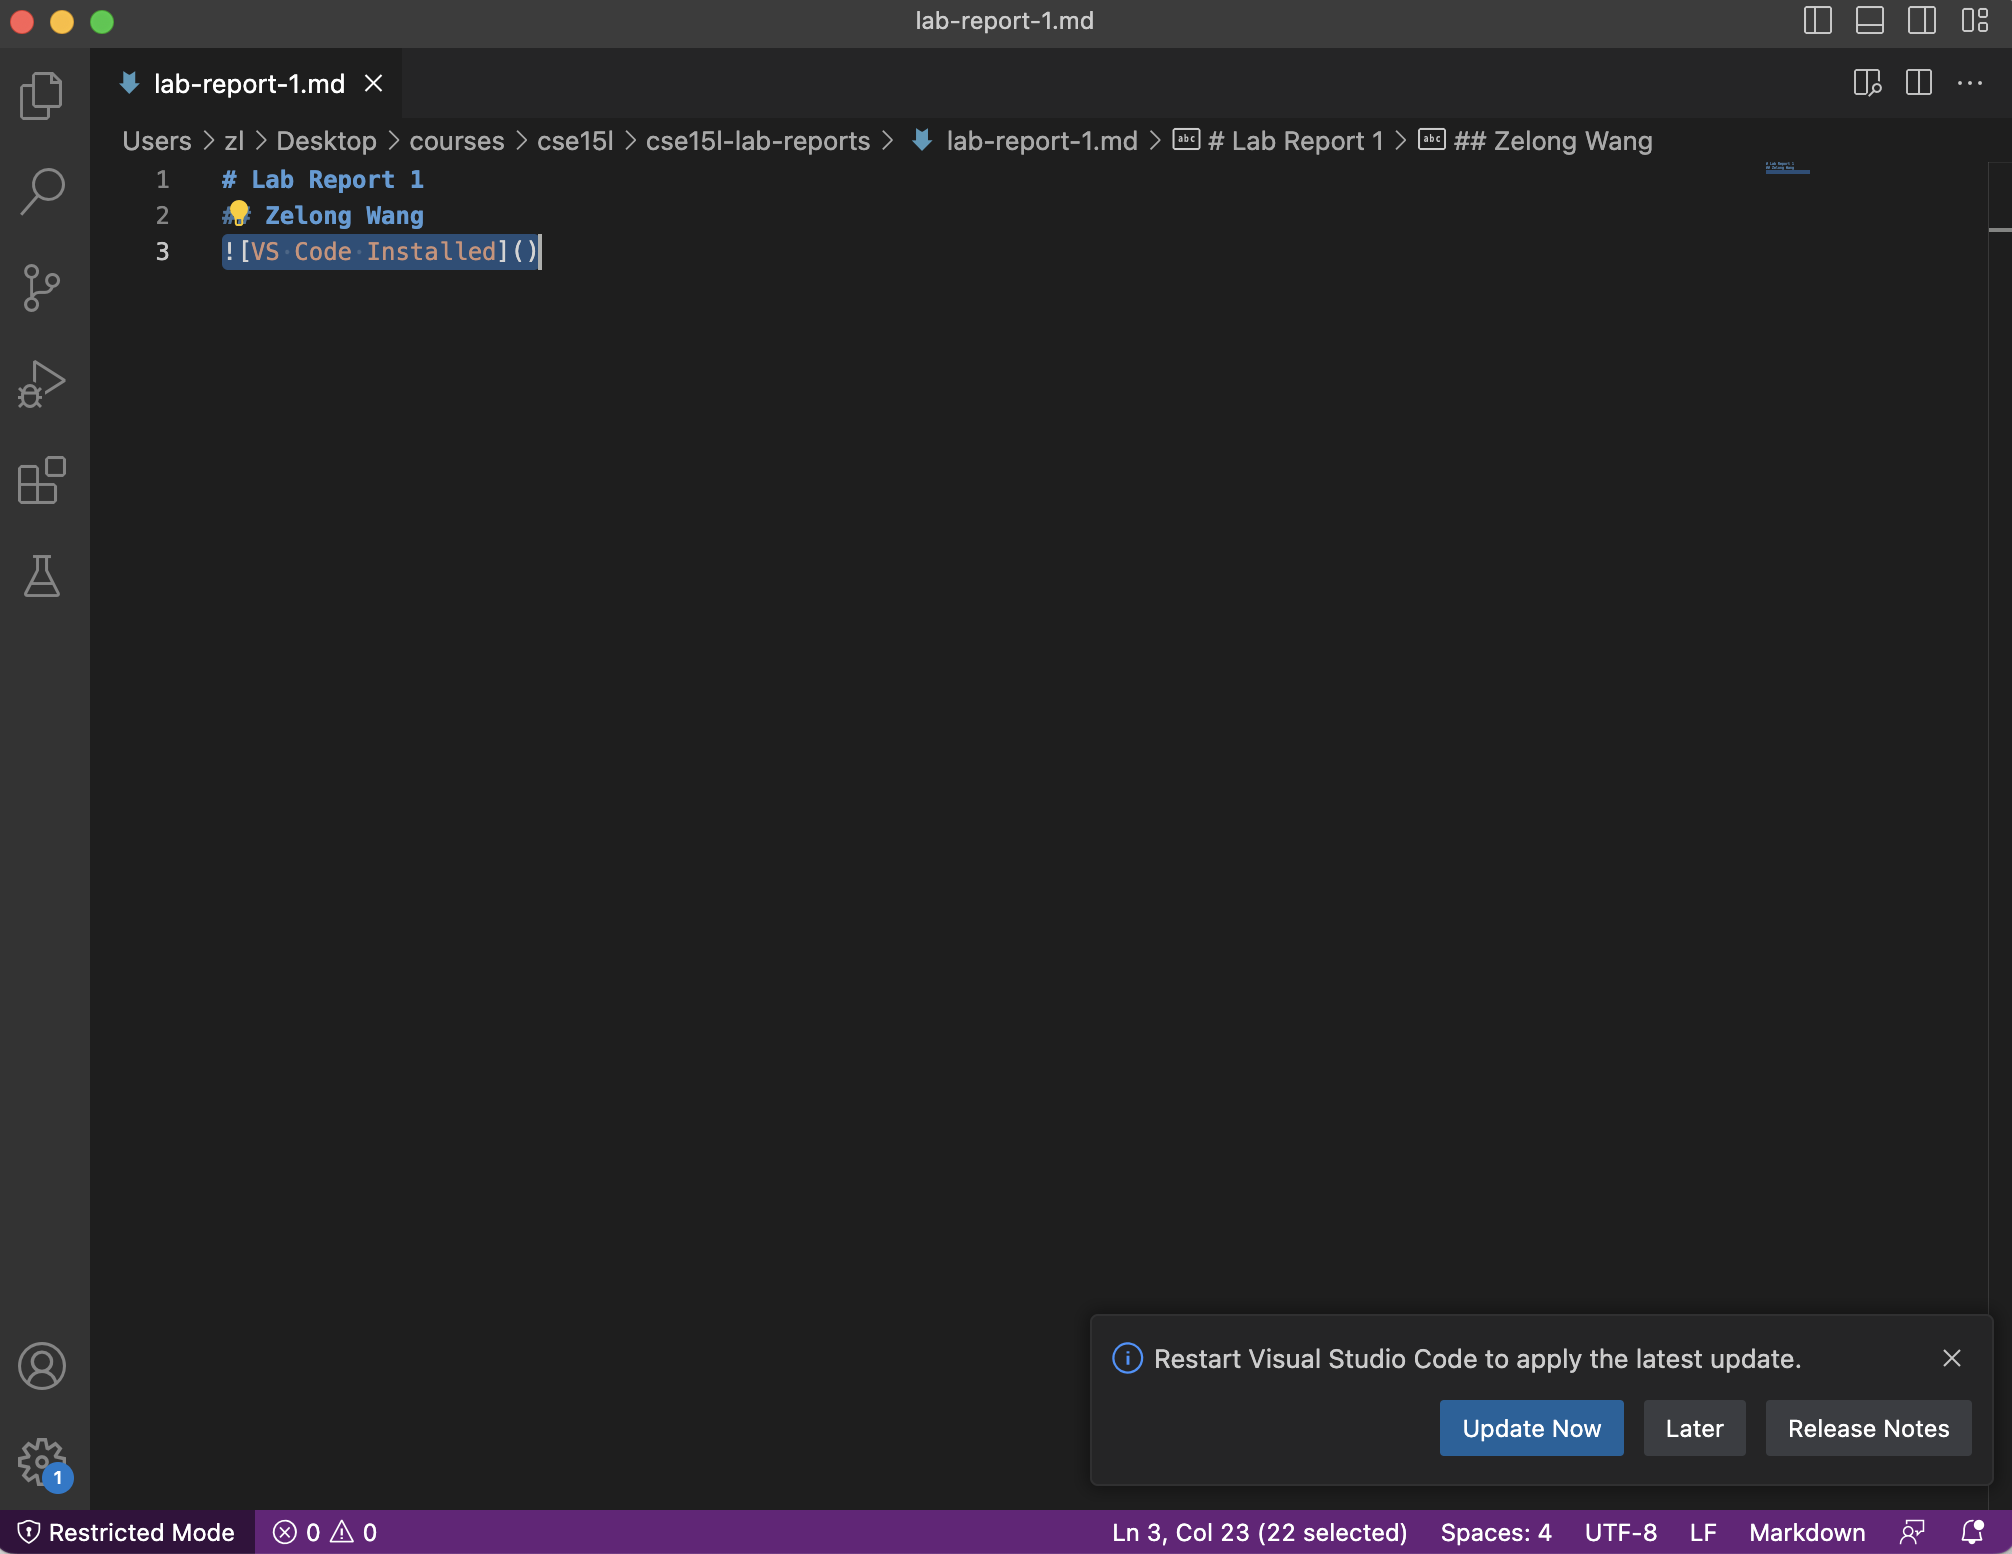 lab-report-1.md
lab-report-1.md
Users > zl > Desktop > courses > cse15l > cse15l-lab-reports > lab-report-1.md > abc # Lab Report 1 > abc ## Zelong Wang
1 # Lab Report 1
2 ## Zelong Wang
3 ![VS Code Installed]()
Restart Visual Studio Code to apply the latest update.
Update Now Later Release Notes
1
Restricted Mode 0 0 Ln 3, Col 23 (22 selected) Spaces: 4 UTF-8 LF Markdown